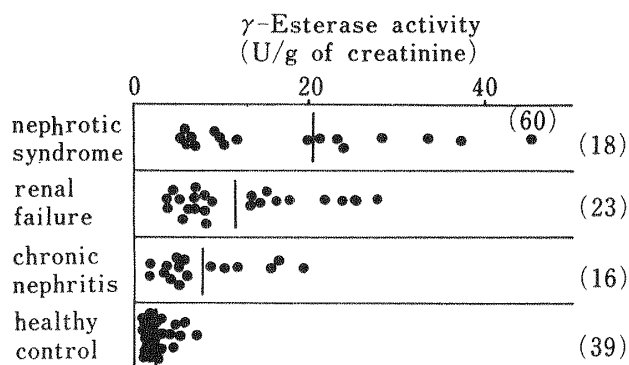 γ-Esterase activity
(U/g of creatinine)
0 20 40
nephrotic (60)
syndrome (18)
renal
failure (23)
chronic
nephritis (16)
healthy
control (39)